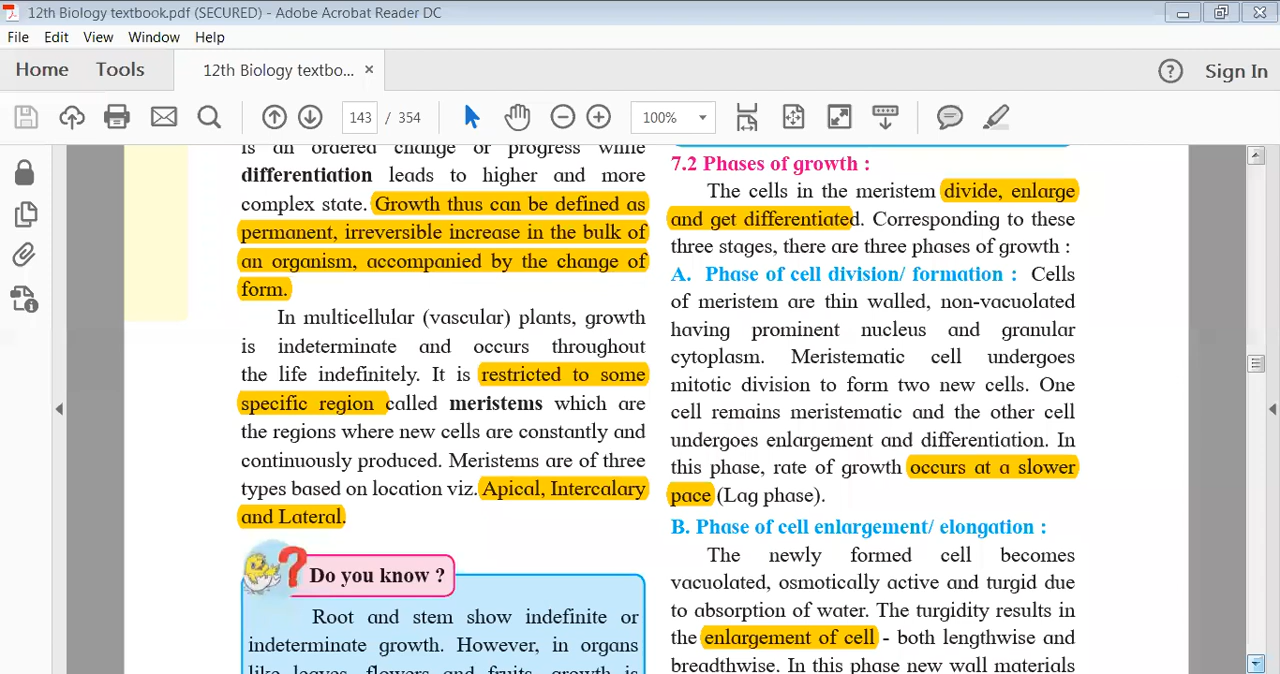 12th Biology textbook.pdf (SECURED) - Adobe Acrobat Reader DC
File Edit View Window Help
Home Tools 12th Biology textbo... × Sign In
143 / 354 100%
is an ordered change or progress while
differentiation leads to higher and more
complex state. Growth thus can be defined as
permanent, irreversible increase in the bulk of
an organism, accompanied by the change of
form.
In multicellular (vascular) plants, growth
is indeterminate and occurs throughout
the life indefinitely. It is restricted to some
specific region called meristems which are
the regions where new cells are constantly and
continuously produced. Meristems are of three
types based on location viz. Apical, Intercalary
and Lateral.
Do you know ?
Root and stem show indefinite or
indeterminate growth. However, in organs
like leaves, flowers and fruits, growth is
7.2 Phases of growth :
The cells in the meristem divide, enlarge
and get differentiated. Corresponding to these
three stages, there are three phases of growth :
A. Phase of cell division/ formation : Cells
of meristem are thin walled, non-vacuolated
having prominent nucleus and granular
cytoplasm. Meristematic cell undergoes
mitotic division to form two new cells. One
cell remains meristematic and the other cell
undergoes enlargement and differentiation. In
this phase, rate of growth occurs at a slower
pace (Lag phase).
B. Phase of cell enlargement/ elongation :
The newly formed cell becomes
vacuolated, osmotically active and turgid due
to absorption of water. The turgidity results in
the enlargement of cell - both lengthwise and
breadthwise. In this phase new wall materials